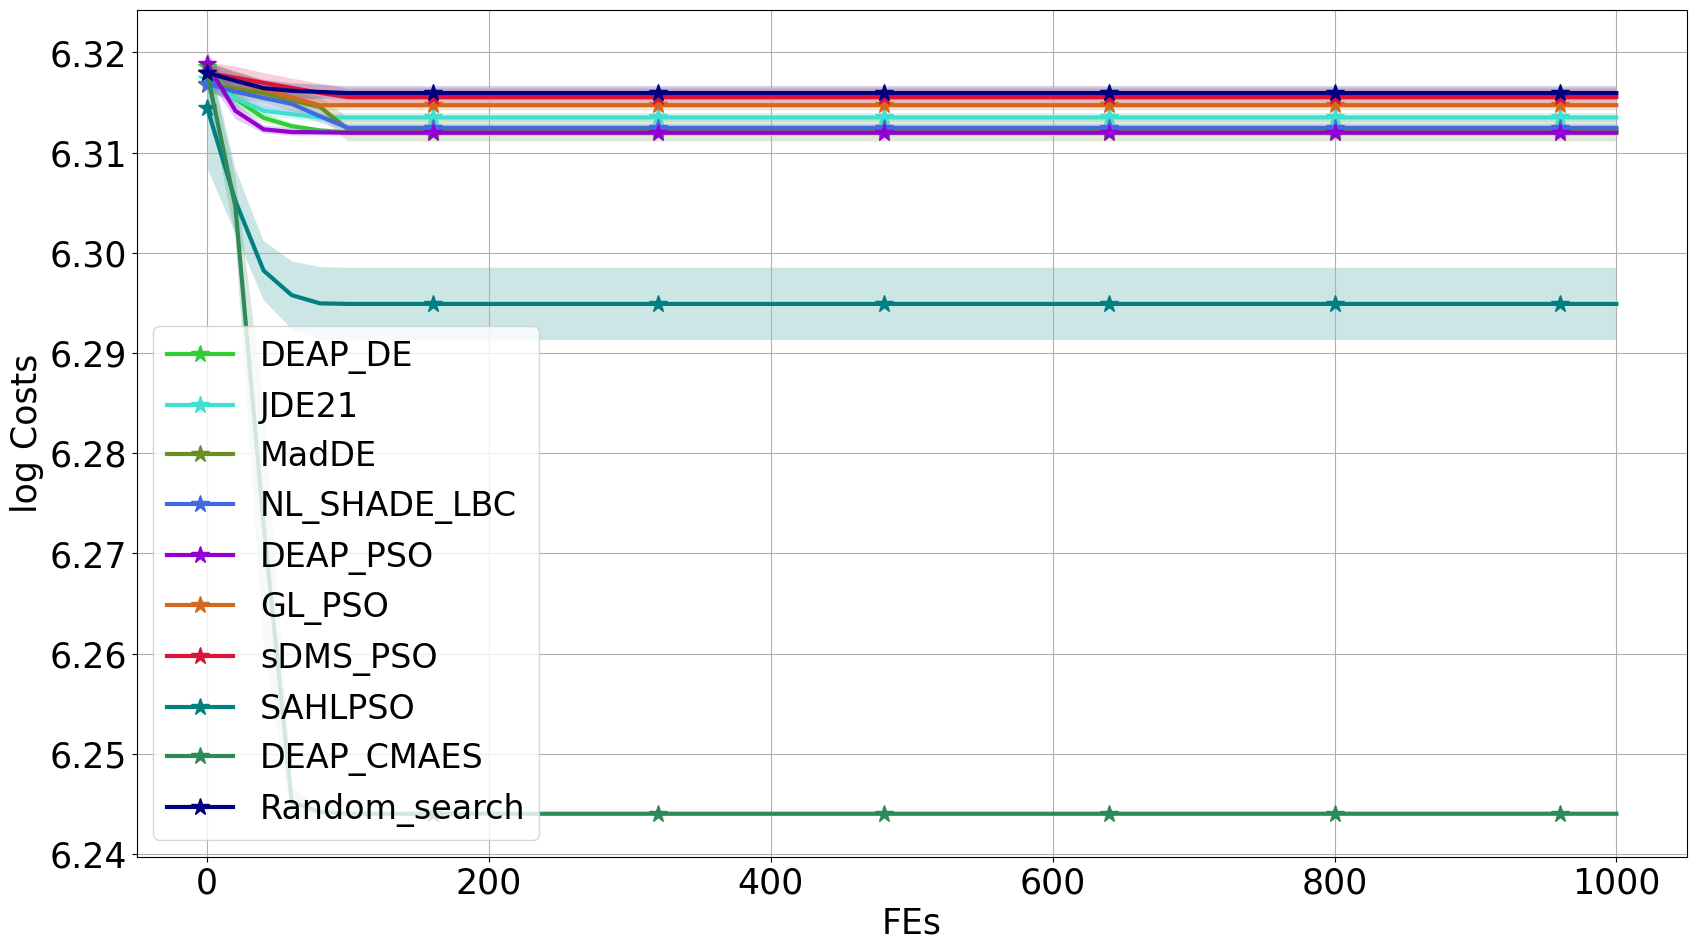 6.32
6.31
6.30
6.29
6.28
6.27
6.26
6.25
6.24
log Costs
DEAP_DE
JDE21
MadDE
NL_SHADE_LBC
DEAP_PSO
GL_PSO
sDMS_PSO
SAHLPSO
DEAP_CMAES
Random_search
0 200 400 600 800 1000
FEs